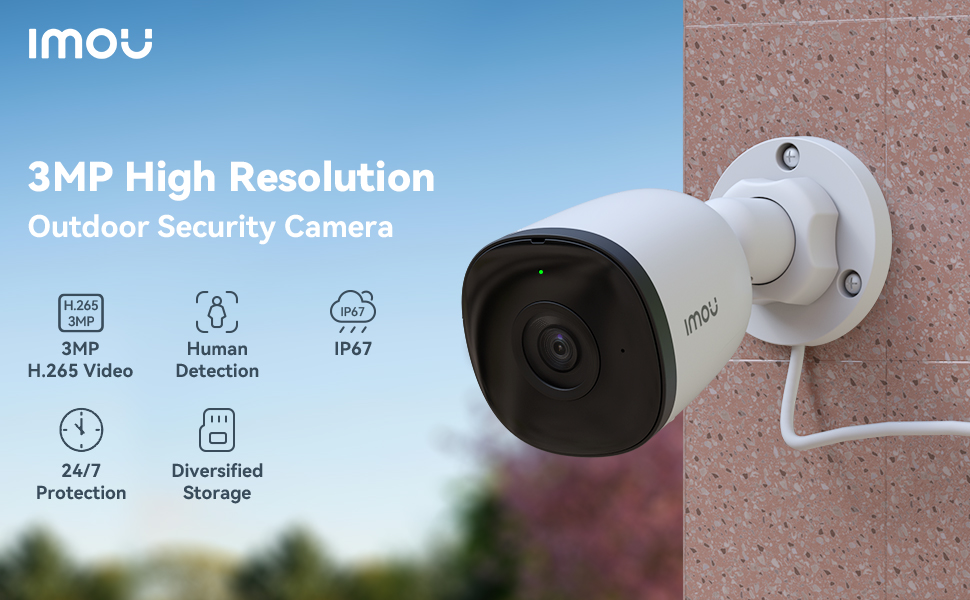 imou
3MP High Resolution
Outdoor Security Camera
H.265
3MP
3MP
H.265 Video
Human
Detection
IP67
IP67
24/7
Protection
Diversified
Storage
imou